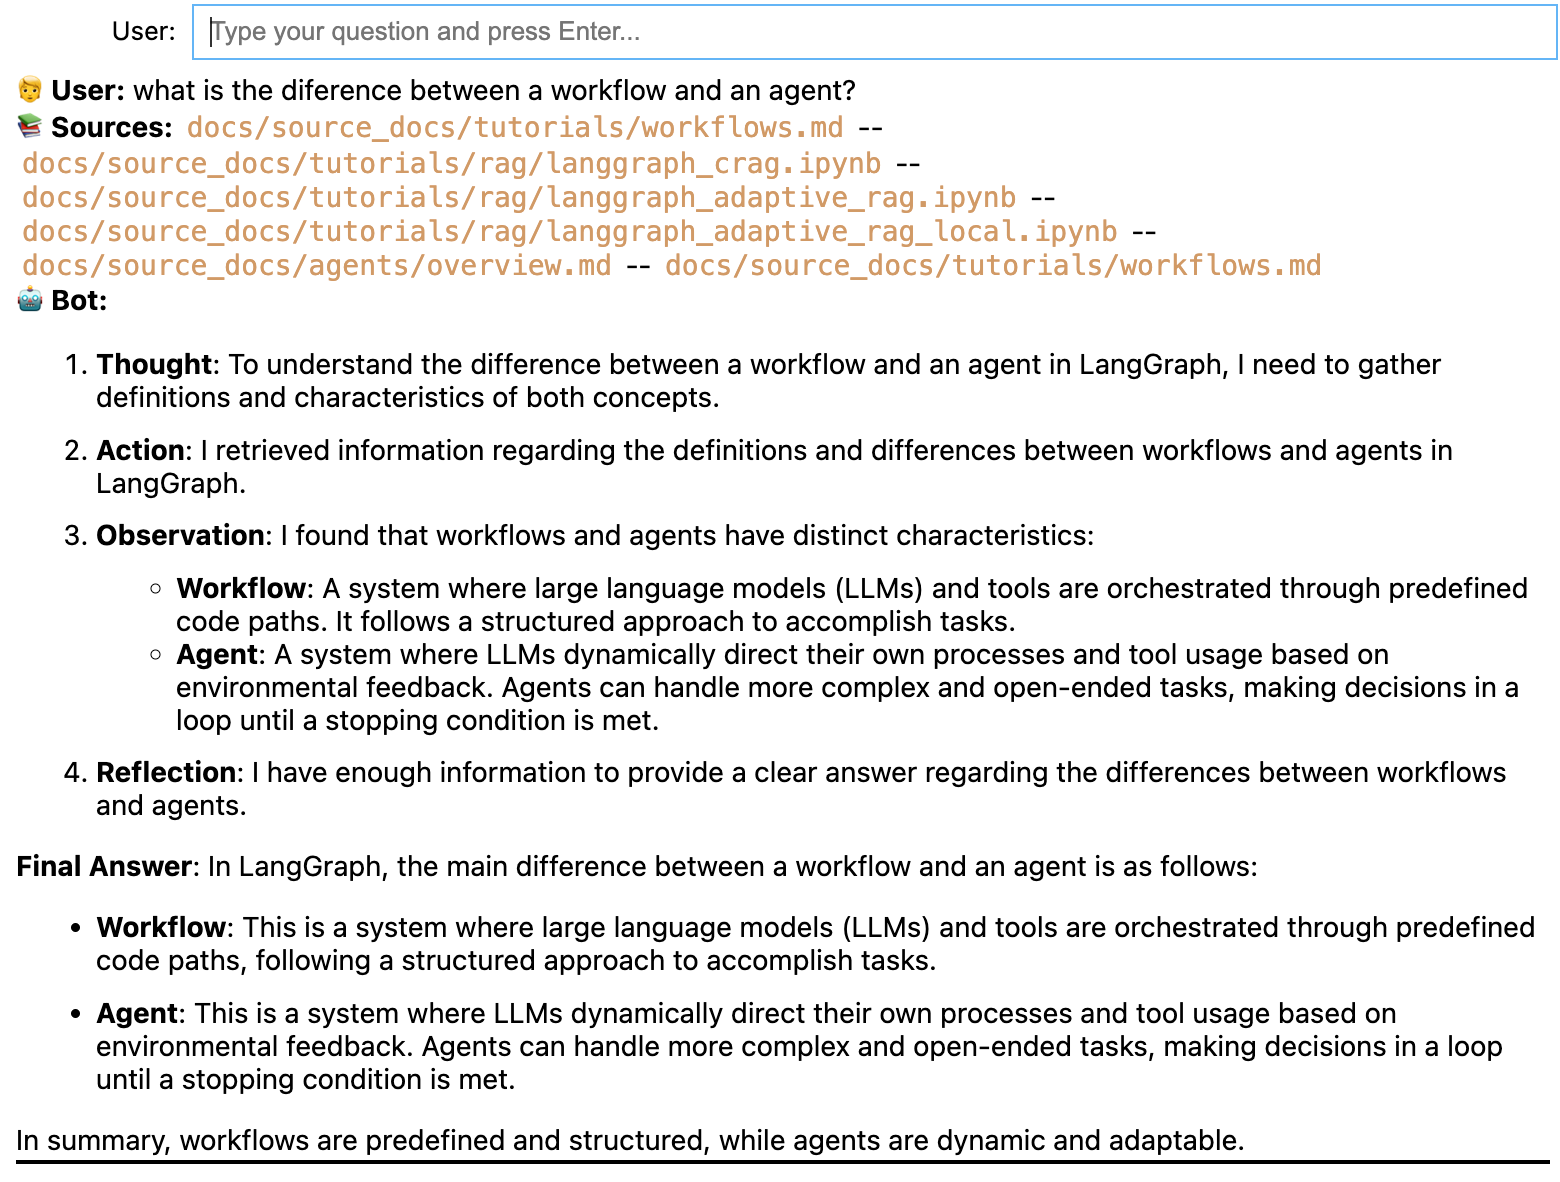 User: Type your question and press Enter...
User: what is the diference between a workflow and an agent?
Sources: docs/source_docs/tutorials/workflows.md --
docs/source_docs/tutorials/rag/langgraph_crag.ipynb --
docs/source_docs/tutorials/rag/langgraph_adaptive_rag.ipynb --
docs/source_docs/tutorials/rag/langgraph_adaptive_rag_local.ipynb --
docs/source_docs/agents/overview.md -- docs/source_docs/tutorials/workflows.md
Bot:
1. Thought: To understand the difference between a workflow and an agent in LangGraph, I need to gather
definitions and characteristics of both concepts.
2. Action: I retrieved information regarding the definitions and differences between workflows and agents in
LangGraph.
3. Observation: I found that workflows and agents have distinct characteristics:
◦ Workflow: A system where large language models (LLMs) and tools are orchestrated through predefined
code paths. It follows a structured approach to accomplish tasks.
◦ Agent: A system where LLMs dynamically direct their own processes and tool usage based on
environmental feedback. Agents can handle more complex and open-ended tasks, making decisions in a
loop until a stopping condition is met.
4. Reflection: I have enough information to provide a clear answer regarding the differences between workflows
and agents.
Final Answer: In LangGraph, the main difference between a workflow and an agent is as follows:
• Workflow: This is a system where large language models (LLMs) and tools are orchestrated through predefined
code paths, following a structured approach to accomplish tasks.
• Agent: This is a system where LLMs dynamically direct their own processes and tool usage based on
environmental feedback. Agents can handle more complex and open-ended tasks, making decisions in a loop
until a stopping condition is met.
In summary, workflows are predefined and structured, while agents are dynamic and adaptable.